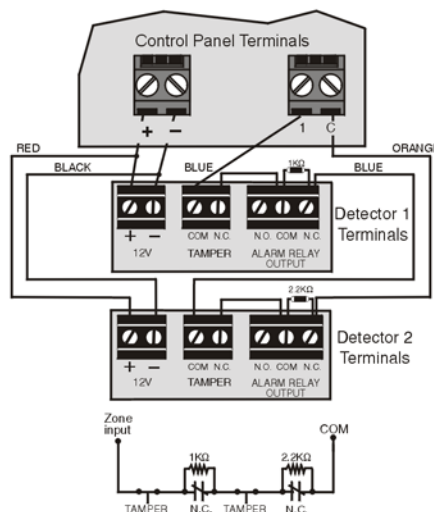 Control Panel Terminals
+ − 1 C
RED
ORANG
BLACK
BLUE
1KΩ
BLUE
Detector 1
Terminals
+ − COM N.C. N.O. COM N.C.
12V TAMPER ALARM RELAY
OUTPUT
2.2KΩ
Detector 2
Terminals
+ − COM N.C. N.O. COM N.C.
12V TAMPER ALARM RELAY
OUTPUT
Zone
input
COM
1KΩ
2.2KΩ
TAMPER N.C. TAMPER N.C.